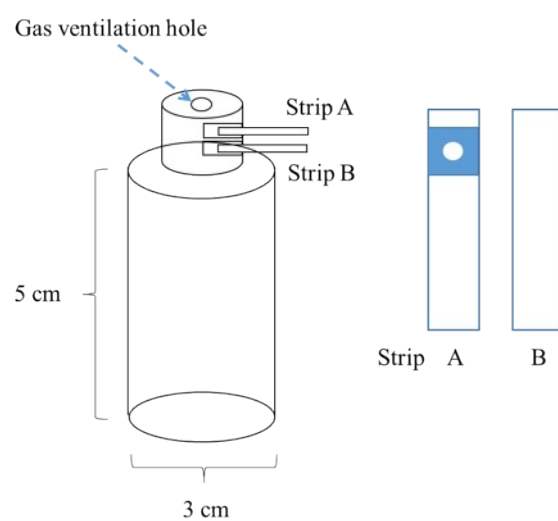 Gas ventilation hole
Strip A
Strip B
5 cm
3 cm
Strip A B